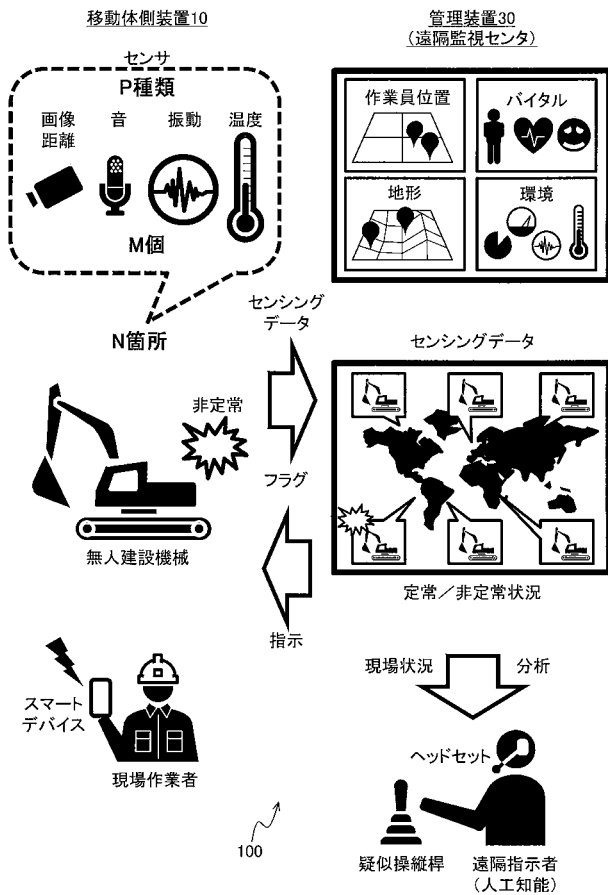 移動体側装置10
センサ
P種類
画像
距離
音
振動
温度
M個
N箇所
管理装置30
(遠隔監視センタ)
作業員位置
バイタル
地形
環境
センシング
データ
非定常
フラグ
無人建設機械
センシングデータ
定常/非定常状況
指示
スマート
デバイス
現場作業者
現場状況
分析
ヘッドセット
疑似操縦桿
遠隔指示者
(人工知能)
100